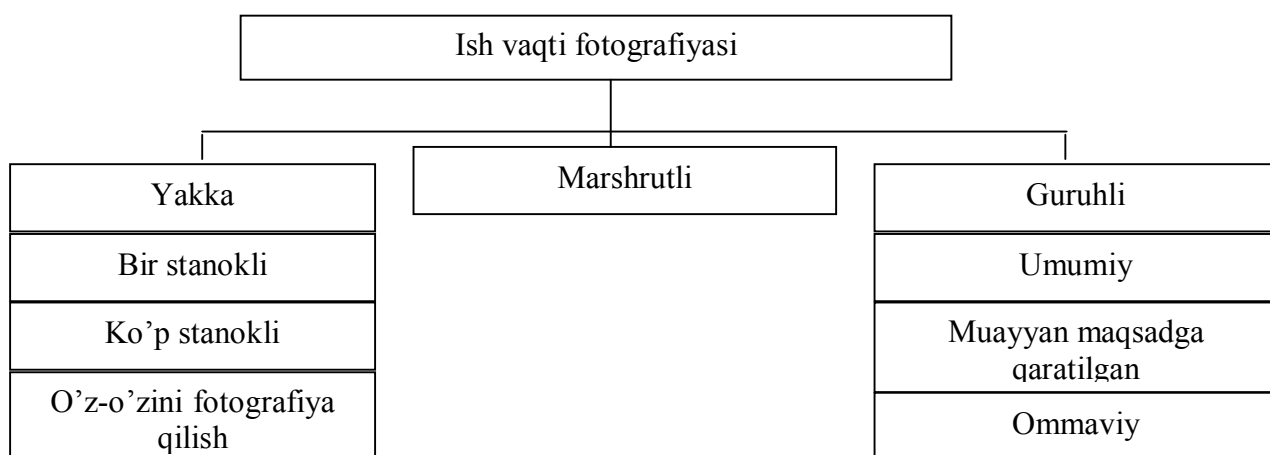 Ish vaqti fotografiyasi
Yakka
Bir stanokli
Ko’p stanokli
O’z-o’zini fotografiya
qilish
Marshrutli
Guruhli
Umumiy
Muayyan maqsadga
qaratilgan
Ommaviy